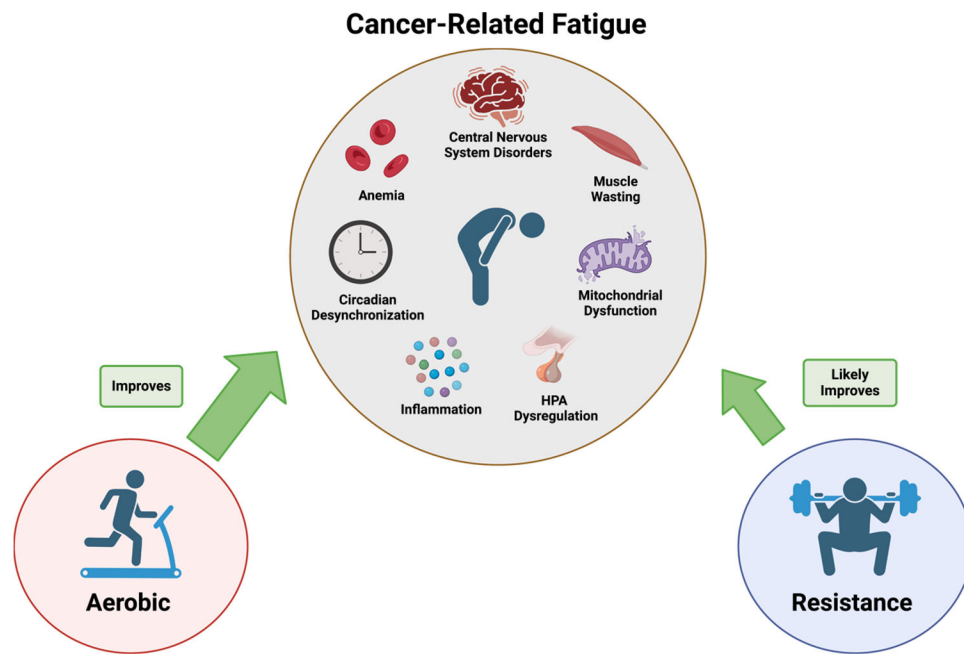 Cancer-Related Fatigue
Central Nervous
System Disorders
Anemia
Muscle
Wasting
Circadian
Desynchronization
Mitochondrial
Dysfunction
Inflammation
HPA
Dysregulation
Improves
Likely
Improves
Aerobic
Resistance